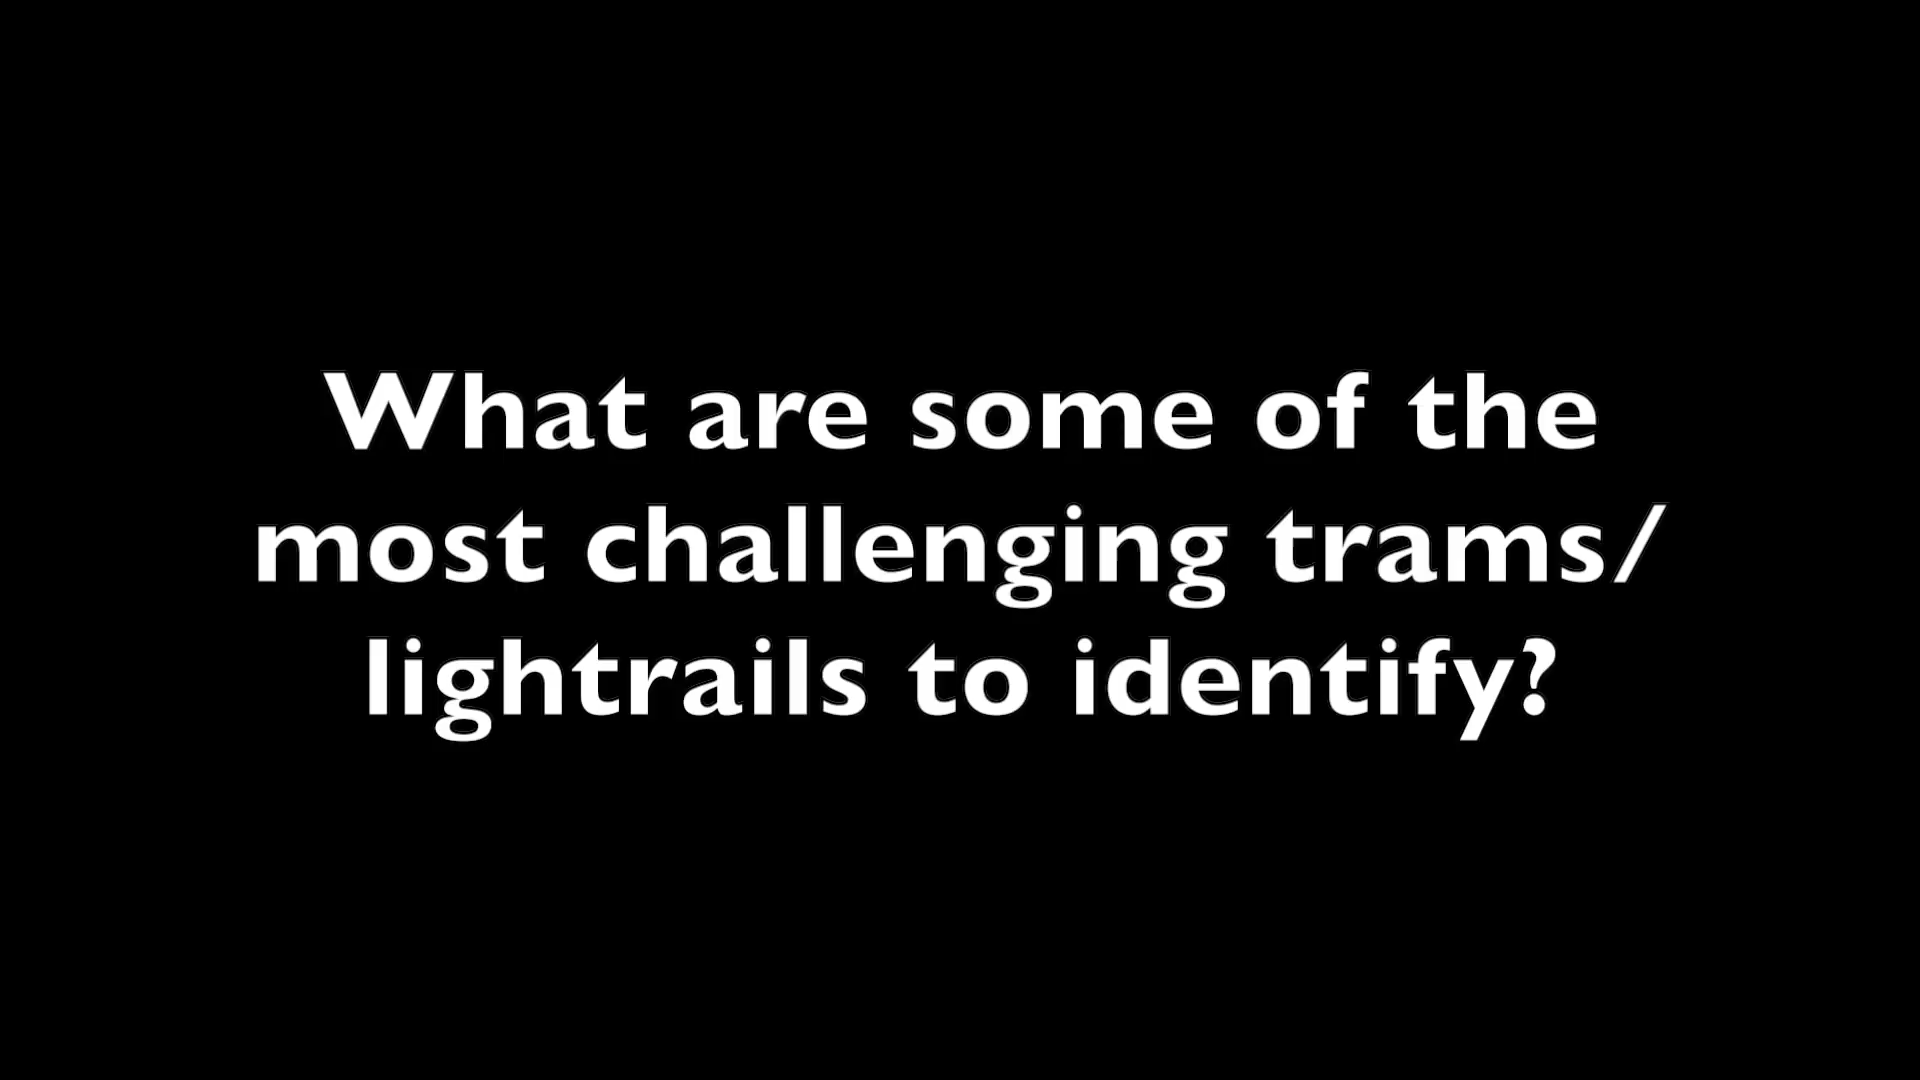 What are some of the
most challenging trams/
lightrails to identify?